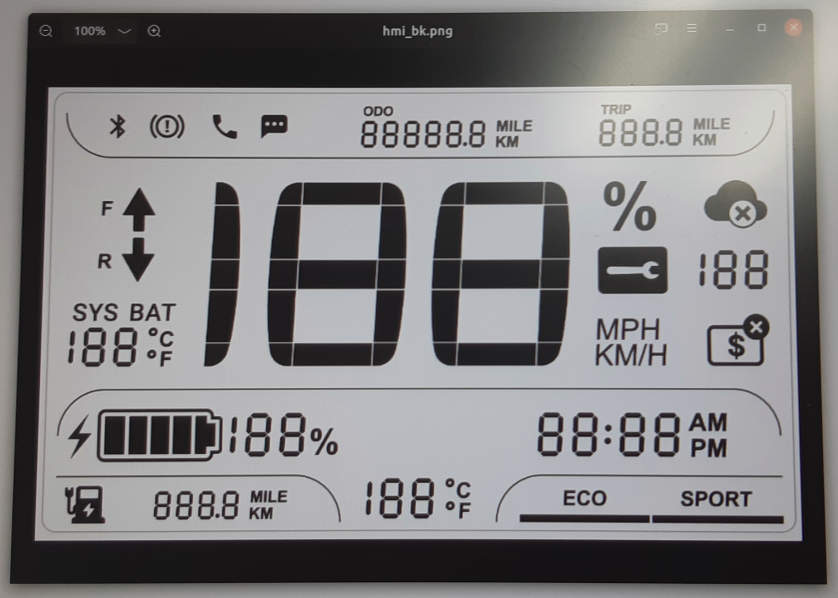 100%
hmi_bk.png
ODO
88888.8 MILE
KM
TRIP
888.8 MILE
KM
F
R
SYS BAT
188 °C
°F
188
%
188
MPH
KM/H
$
188%
88:88 AM
PM
888.8 MILE
KM
188 °C
°F
ECO
SPORT